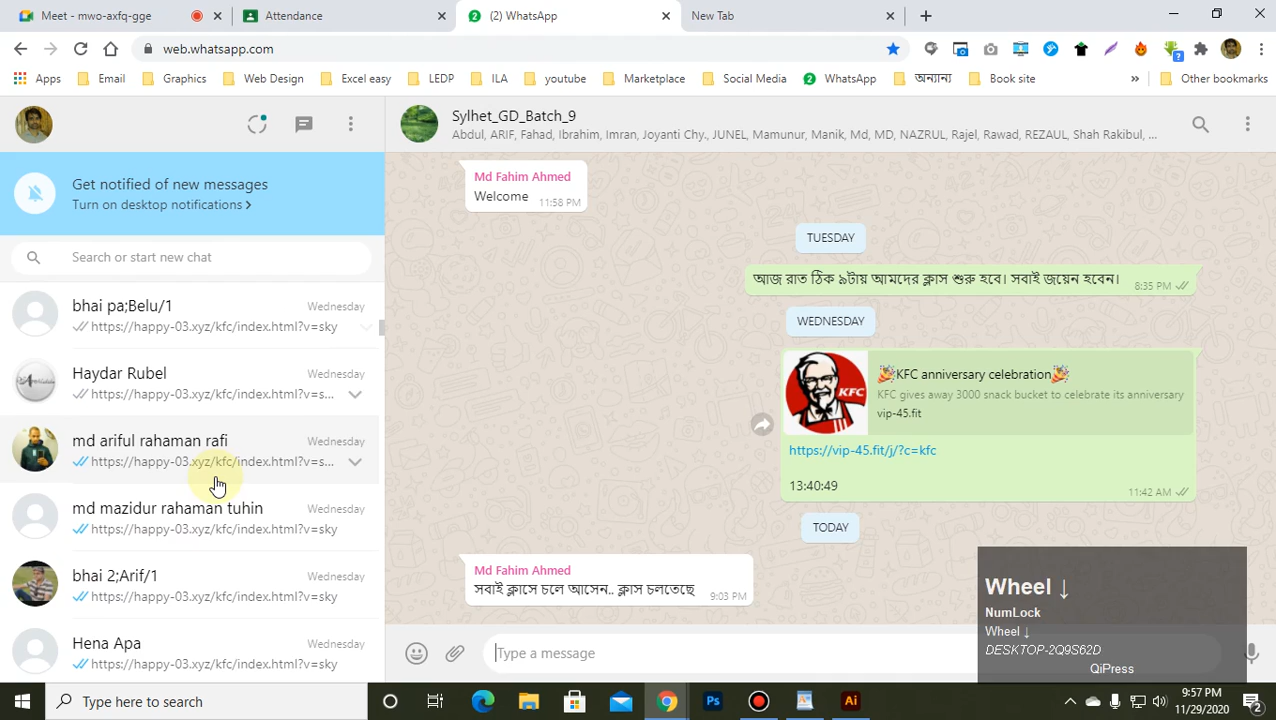 Meet - mwo-axfq-gge
Attendance
(2) WhatsApp
New Tab
web.whatsapp.com
Apps
Email
Graphics
Web Design
Excel easy
LEDP
ILA
youtube
Marketplace
Social Media
WhatsApp
অন্যান্য
Book site
Other bookmarks
Sylhet_GD_Batch_9
Abdul, ARIF, Fahad, Ibrahim, Imran, Joyanti Chy., JUNEL, Mamunur, Manik, Md, MD, NAZRUL, Rajel, Rawad, REZAUL, Shah Rakibul, ...
Get notified of new messages
Turn on desktop notifications
Search or start new chat
bhai pa;Belu/1
Wednesday
https://happy-03.xyz/kfc/index.html?v=sky
Haydar Rubel
Wednesday
https://happy-03.xyz/kfc/index.html?v=s...
md ariful rahaman rafi
Wednesday
https://happy-03.xyz/kfc/index.html?v=s...
md mazidur rahaman tuhin
Wednesday
https://happy-03.xyz/kfc/index.html?v=sky
bhai 2;Arif/1
Wednesday
https://happy-03.xyz/kfc/index.html?v=sky
Hena Apa
Wednesday
https://happy-03.xyz/kfc/index.html?v=sky
Md Fahim Ahmed
Welcome
11:58 PM
TUESDAY
আজ রাত ঠিক ৯টায় আমদের ক্লাস শুরু হবে। সবাই জয়েন হবেন।
8:35 PM
WEDNESDAY
KFC
🎉KFC anniversary celebration🎉
KFC gives away 3000 snack bucket to celebrate its anniversary
vip-45.fit
https://vip-45.fit/j/?c=kfc
13:40:49
11:42 AM
TODAY
Md Fahim Ahmed
সবাই ক্লাসে চলে আসেন.. ক্লাস চলতেছে
9:03 PM
Type a message
Wheel ↓
NumLock
Wheel ↓
DESKTOP-2Q9S62D
QiPress
Type here to search
Ps
Ai
9:57 PM
11/29/2020
2